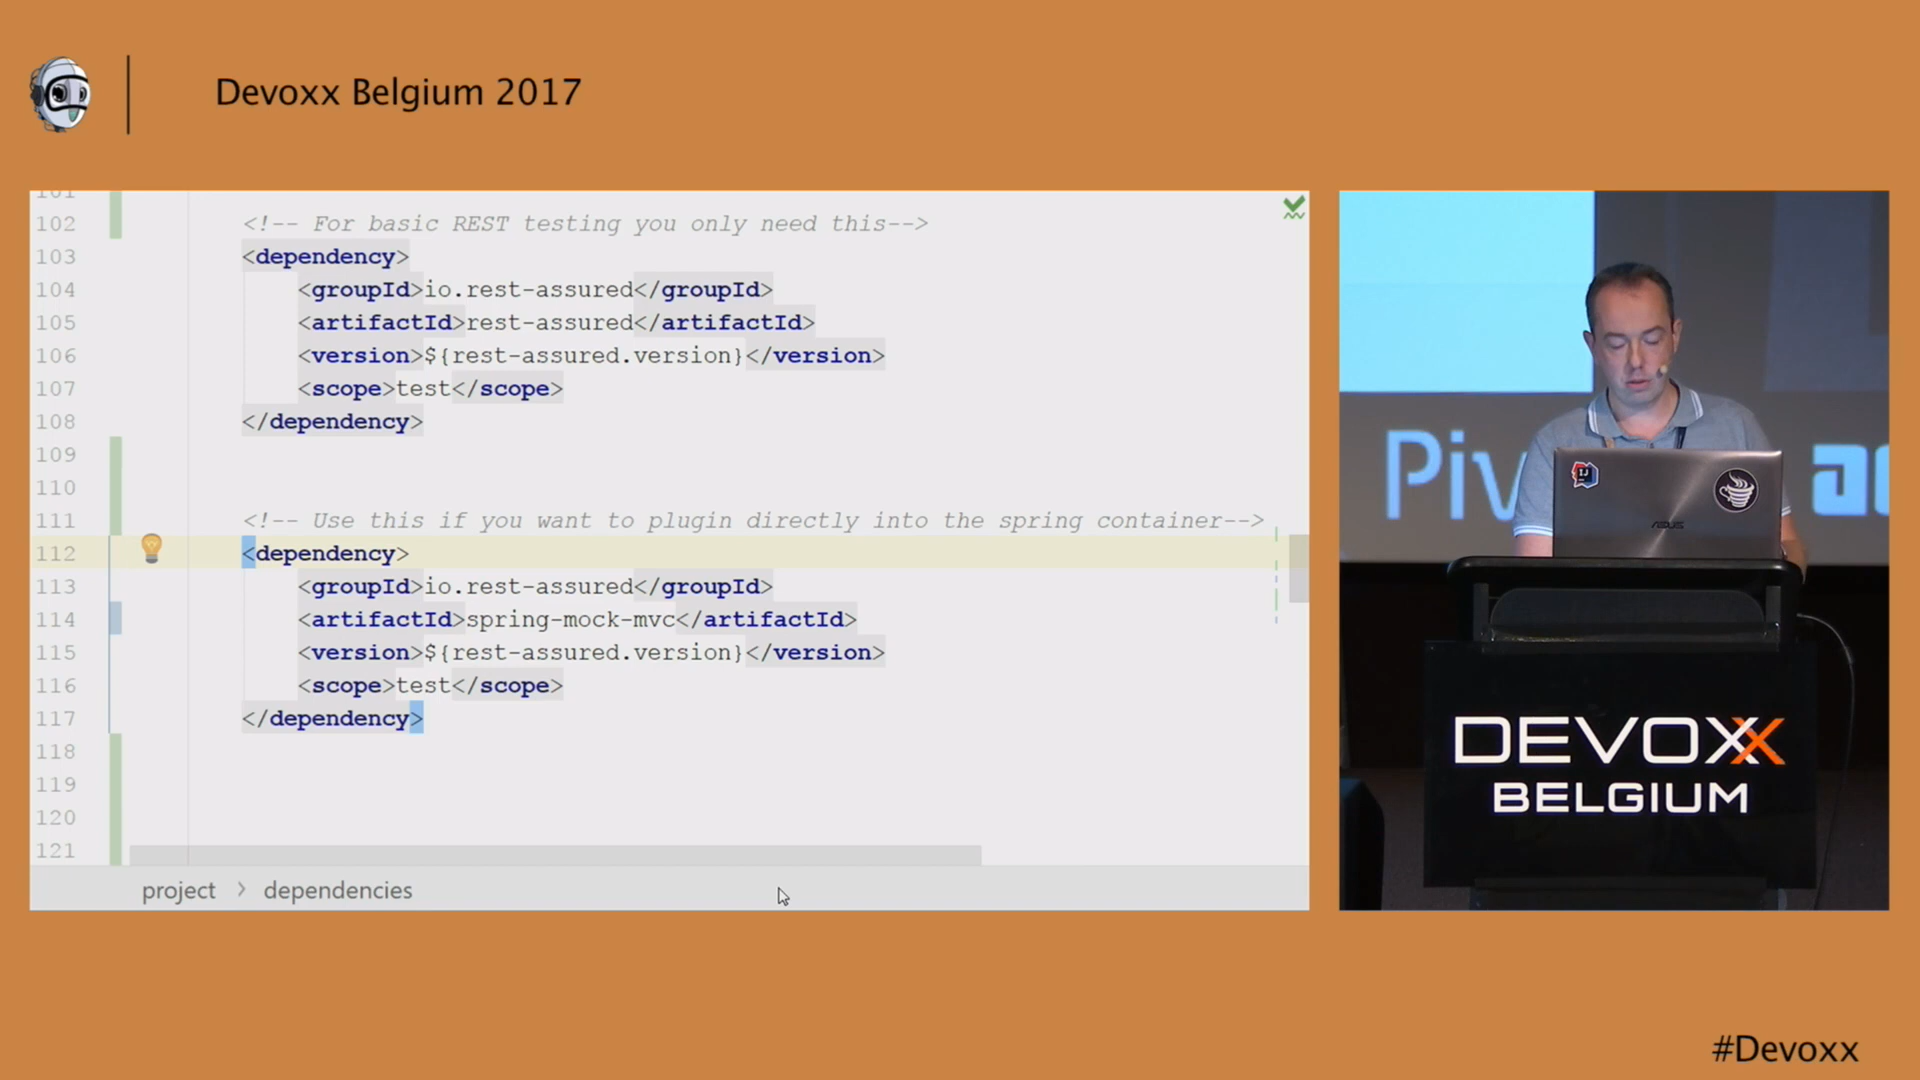 Devoxx Belgium 2017
102 <!-- For basic REST testing you only need this-->
103 <dependency>
104 <groupId>io.rest-assured</groupId>
105 <artifactId>rest-assured</artifactId>
106 <version>${rest-assured.version}</version>
107 <scope>test</scope>
108 </dependency>
109
110
111 <!-- Use this if you want to plugin directly into the spring container-->
112 <dependency>
113 <groupId>io.rest-assured</groupId>
114 <artifactId>spring-mock-mvc</artifactId>
115 <version>${rest-assured.version}</version>
116 <scope>test</scope>
117 </dependency>
118
119
120
121
project > dependencies
Piv
IJ
ASUS
DEVOXX
BELGIUM
#Devoxx